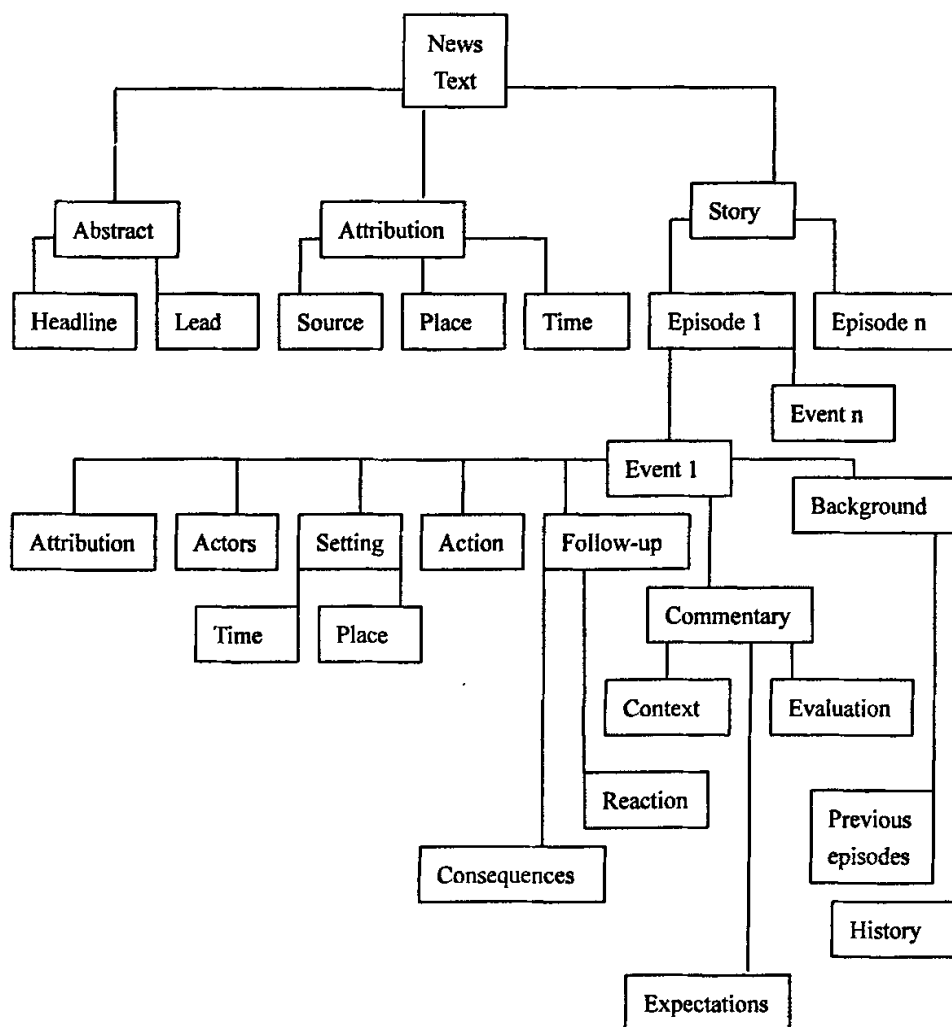 News
Text
Abstract
Attribution
Story
Headline
Lead
Source
Place
Time
Episode 1
Episode n
Event n
Event 1
Background
Attribution
Actors
Setting
Action
Follow-up
Time
Place
Commentary
Context
Evaluation
Reaction
Previous
episodes
Consequences
History
Expectations